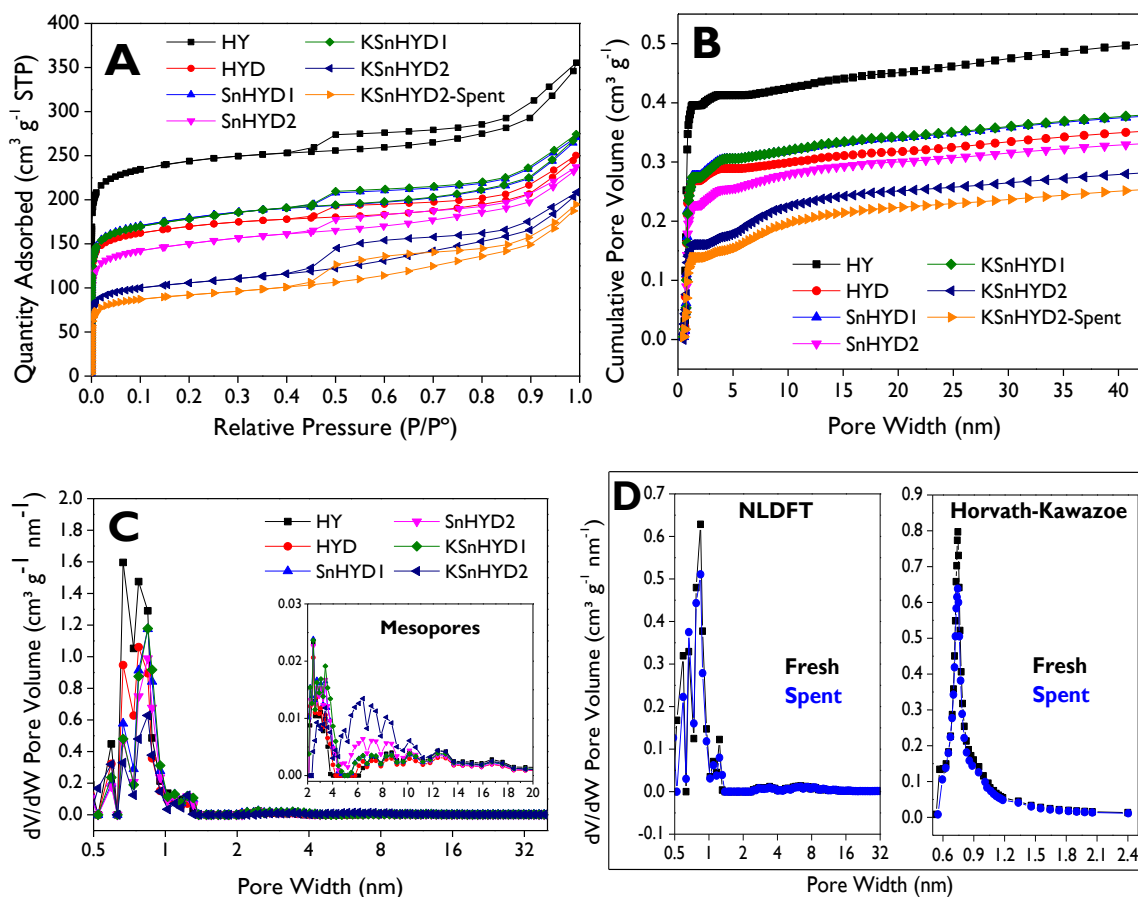 A
Quantity Adsorbed (cm³ g⁻¹ STP)
400
350
300
250
200
150
100
50
0
HY
HYD
SnHYD1
SnHYD2
KSnHYD1
KSnHYD2
KSnHYD2-Spent
0.0 0.1 0.2 0.3 0.4 0.5 0.6 0.7 0.8 0.9 1.0
Relative Pressure (P/Pº)
B
Cumulative Pore Volume (cm³ g⁻¹)
0.5
0.4
0.3
0.2
0.1
0.0
HY
HYD
SnHYD1
SnHYD2
KSnHYD1
KSnHYD2
KSnHYD2-Spent
0 5 10 15 20 25 30 35 40
Pore Width (nm)
C
dV/dW Pore Volume (cm³ g⁻¹ nm⁻¹)
2.0
1.8
1.6
1.4
1.2
1.0
0.8
0.6
0.4
0.2
0.0
HY
HYD
SnHYD1
SnHYD2
KSnHYD1
KSnHYD2
Mesopores
0.03
0.02
0.01
0.00
2 4 6 8 10 12 14 16 18 20
0.5 1 2 4 8 16 32
Pore Width (nm)
D
dV/dW Pore Volume (cm³ g⁻¹ nm⁻¹)
0.7
0.6
0.5
0.4
0.3
0.2
0.1
0.0
-0.1
NLDFT
Fresh
Spent
0.5 1 2 4 8 16 32
0.9
0.8
0.7
0.6
0.5
0.4
0.3
0.2
0.1
0.0
Horvath-Kawazoe
Fresh
Spent
0.6 0.9 1.2 1.5 1.8 2.1 2.4
Pore Width (nm)